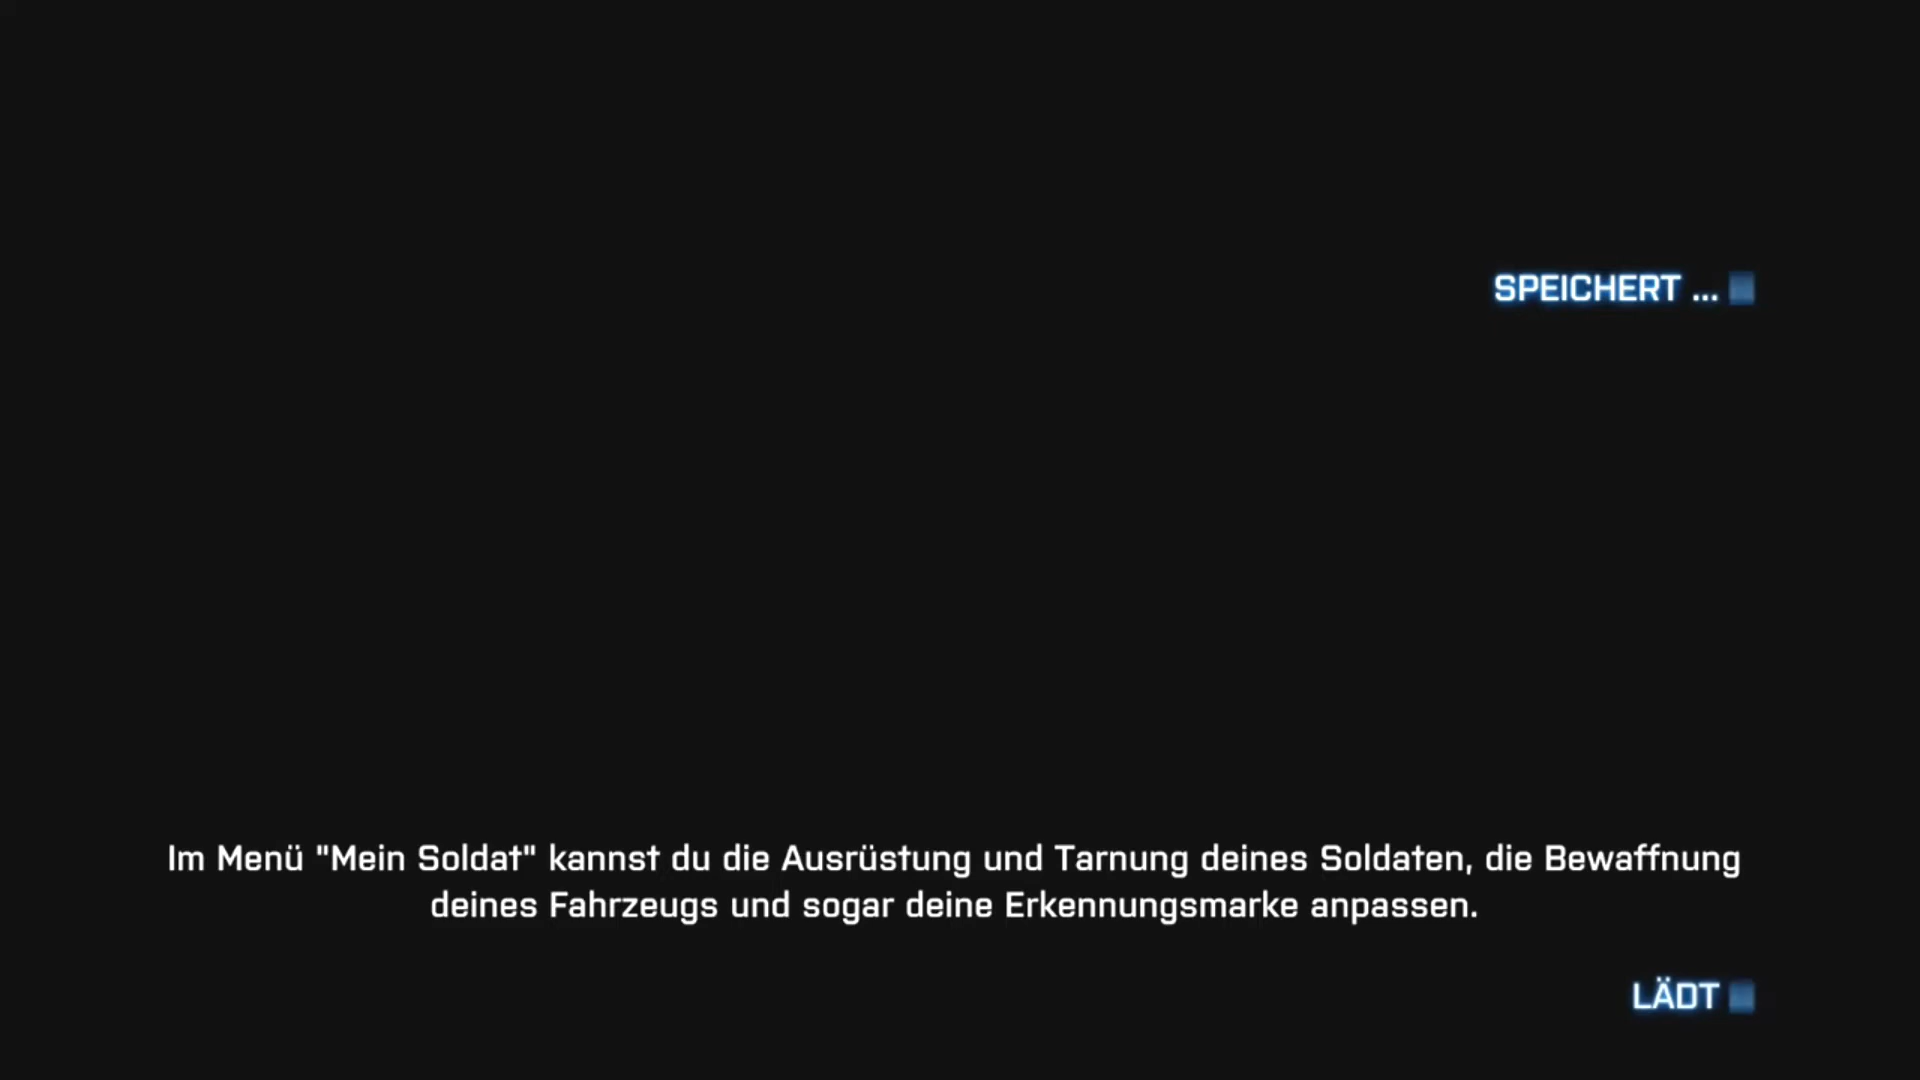 SPEICHERT ...
Im Menü "Mein Soldat" kannst du die Ausrüstung und Tarnung deines Soldaten, die Bewaffnung
deines Fahrzeugs und sogar deine Erkennungsmarke anpassen.
LÄDT